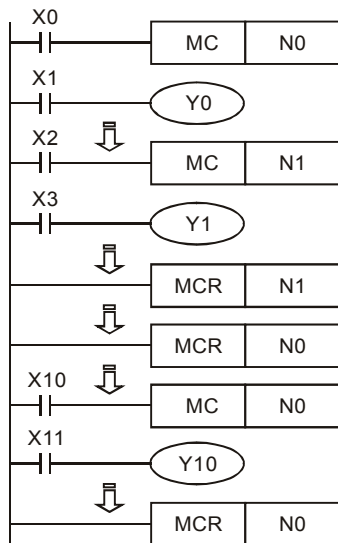 X0
MC N0
X1
Y0
X2
MC N1
X3
Y1
MCR N1
MCR N0
X10
MC N0
X11
Y10
MCR N0